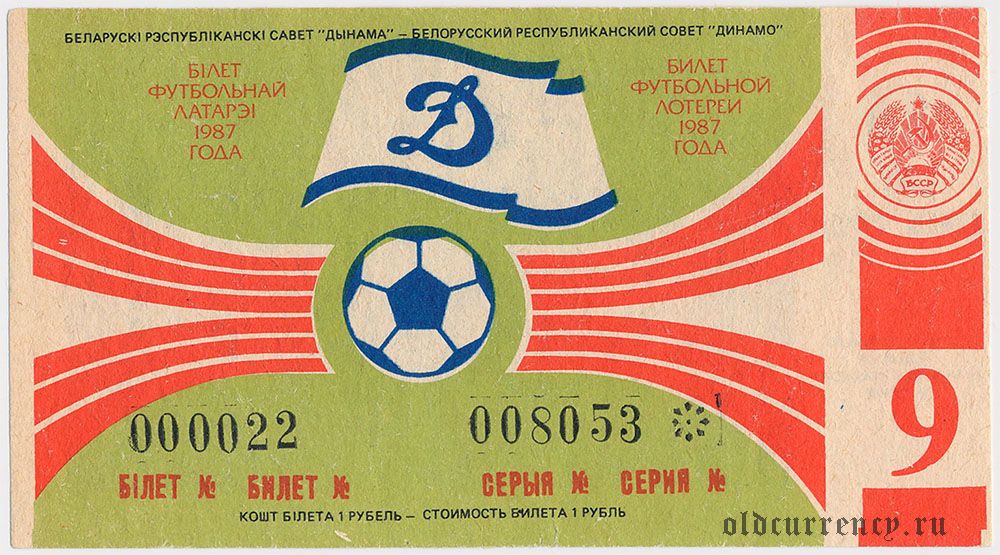 БЕЛАРУСКІ РЭСПУБЛІКАНСКІ САВЕТ "ДЫНАМА" – БЕЛОРУССКИЙ РЕСПУБЛИКАНСКИЙ СОВЕТ "ДИНАМО"
БІЛЕТ
ФУТБОЛЬНАЙ
ЛАТАРЭІ
1987
ГОДА
Д
БИЛЕТ
ФУТБОЛЬНОЙ
ЛОТЕРЕИ
1987
ГОДА
БССР
000022
008053
БІЛЕТ № БИЛЕТ №
СЕРЫЯ № СЕРИЯ №
КОШТ БІЛЕТА 1 РУБЕЛЬ – СТОИМОСТЬ БИЛЕТА 1 РУБЛЬ
9
oldcurrency.ru